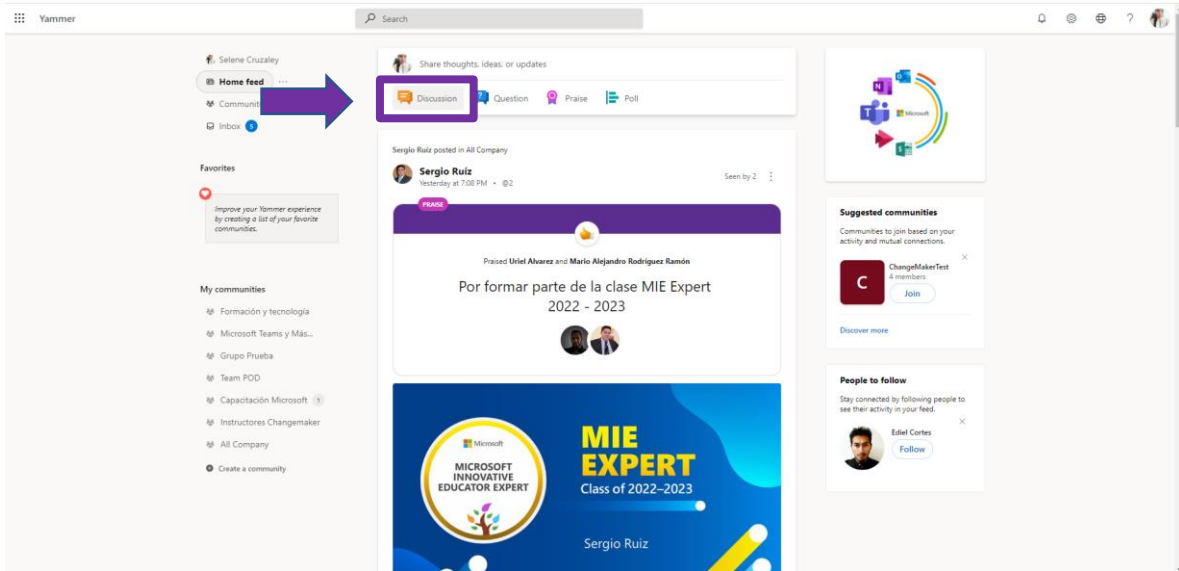 Yammer
Search
Selene Cruzaley
Home feed
Communit
Inbox 5
Favorites
Improve your Yammer experience
by creating a list of your favorite
communities.
My communities
Formación y tecnología
Microsoft Teams y Más...
Grupo Prueba
Team POD
Capacitación Microsoft 1
Instructores Changemaker
All Company
Create a community
Share thoughts, ideas, or updates
Discussion
Question
Praise
Poll
Sergio Ruíz posted in All Company
Sergio Ruíz
Yesterday at 7:08 PM • @2
Seen by 2
PRAISE
Praised Uriel Alvarez and Mario Alejandro Rodríguez Ramón
Por formar parte de la clase MIE Expert
2022 - 2023
Microsoft
MICROSOFT
INNOVATIVE
EDUCATOR EXPERT
MIE
EXPERT
Class of 2022–2023
Sergio Ruiz
Microsoft
Suggested communities
Communities to join based on your
activity and mutual connections.
C
ChangeMakerTest
4 members
Join
Discover more
People to follow
Stay connected by following people to
see their activity in your feed.
Ediel Cortes
Follow